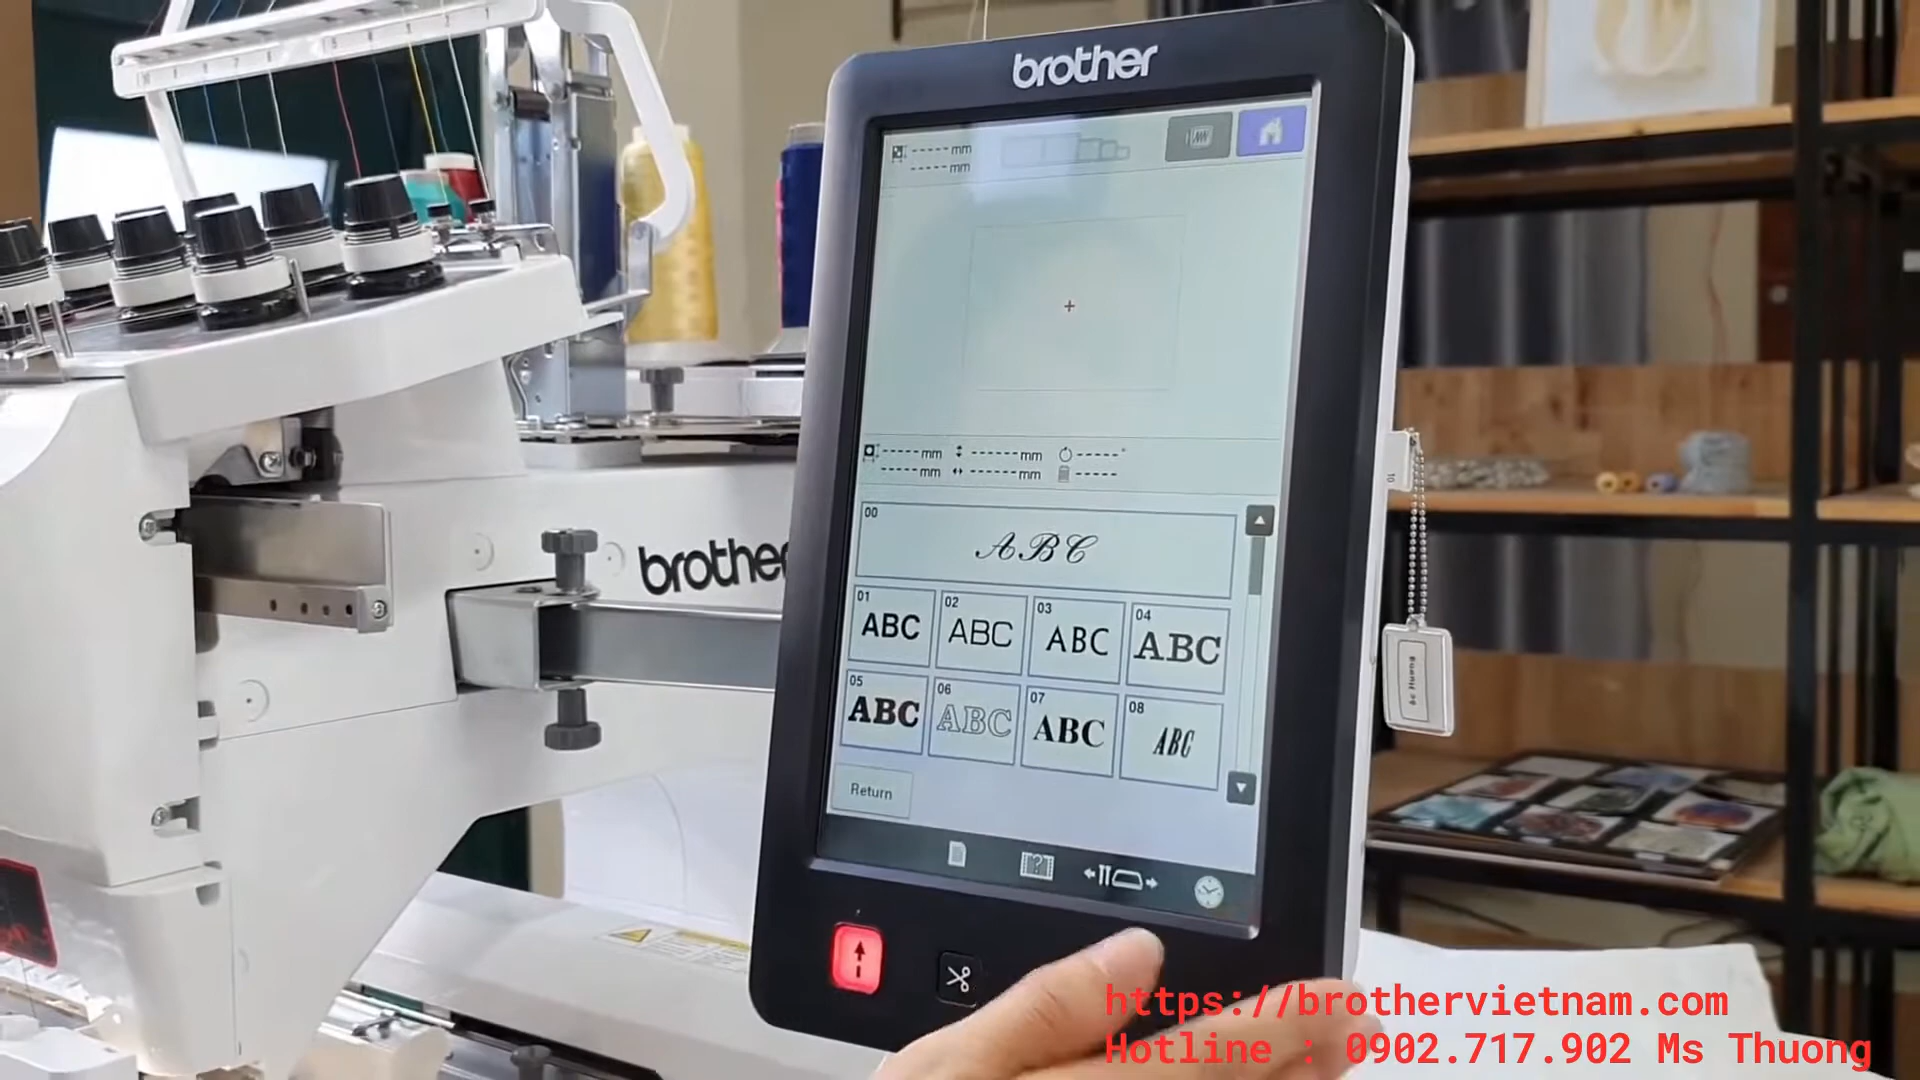 brother
------ mm
------ mm
------ mm ------ mm ------ °
------ mm ------ mm ------
00
ABC
01 02 03 04
ABC ABC ABC ABC
05 06 07 08
ABC ABC ABC ABC
Return
brother
10
https://brothervietnam.com
Hotline : 0902.717.902 Ms Thuong